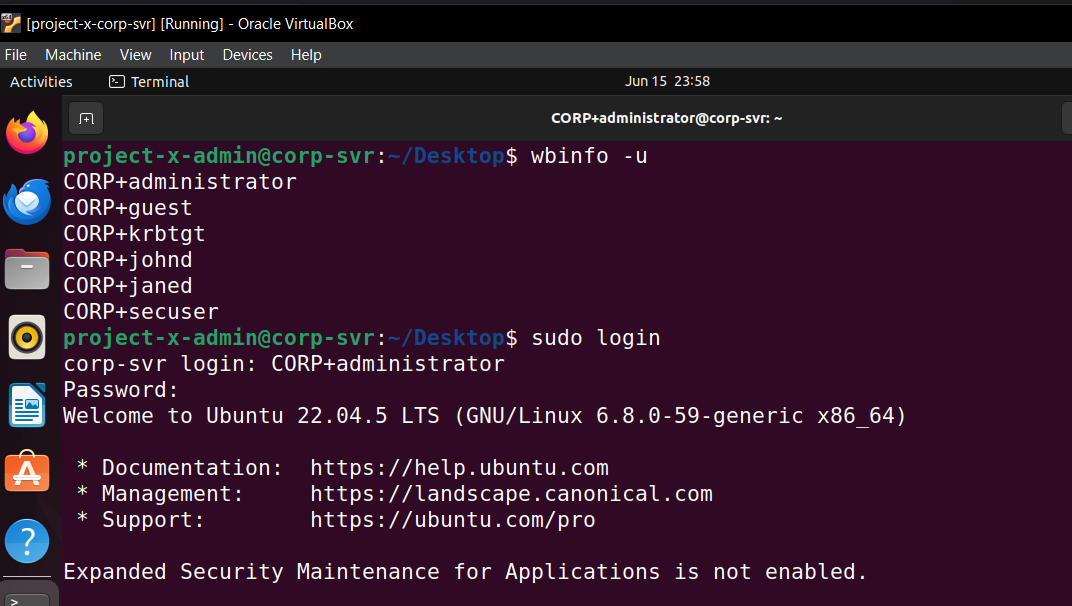 [project-x-corp-svr] [Running] - Oracle VirtualBox
File Machine View Input Devices Help
Activities Terminal Jun 15 23:58
CORP+administrator@corp-svr: ~
project-x-admin@corp-svr:~/Desktop$ wbinfo -u
CORP+administrator
CORP+guest
CORP+krbtgt
CORP+johnd
CORP+janed
CORP+secuser
project-x-admin@corp-svr:~/Desktop$ sudo login
corp-svr login: CORP+administrator
Password:
Welcome to Ubuntu 22.04.5 LTS (GNU/Linux 6.8.0-59-generic x86_64)
* Documentation: https://help.ubuntu.com
* Management: https://landscape.canonical.com
* Support: https://ubuntu.com/pro
Expanded Security Maintenance for Applications is not enabled.